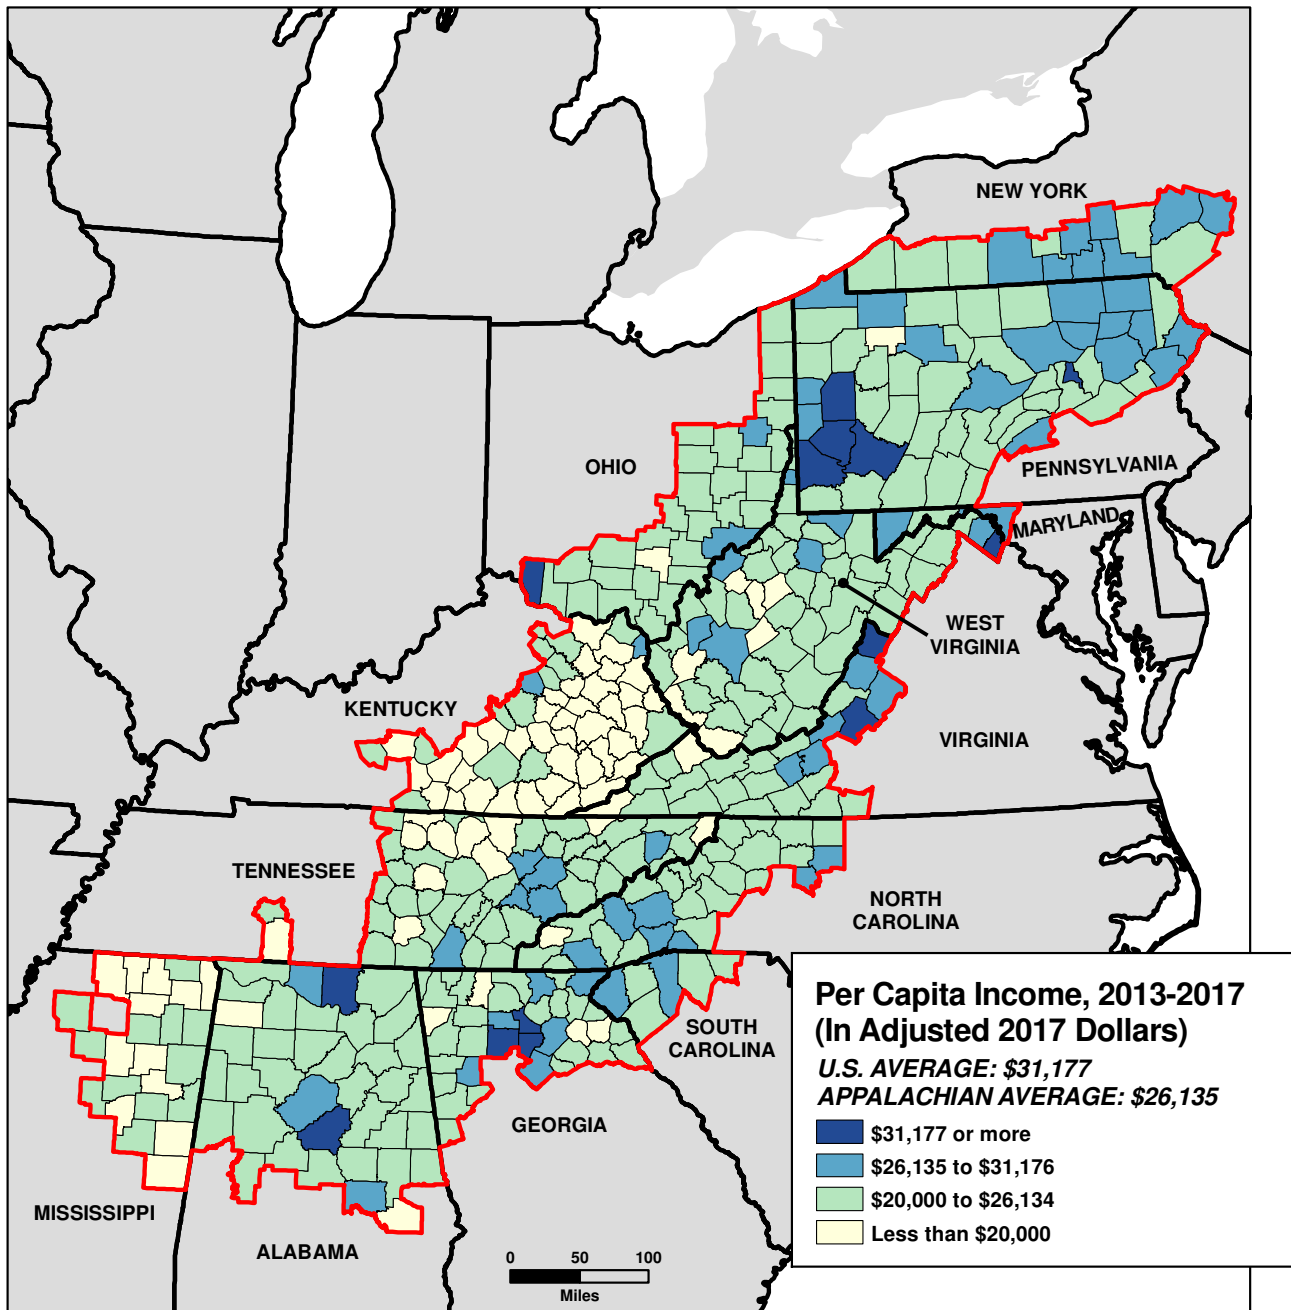 NEW YORK
OHIO
PENNSYLVANIA
MARYLAND
WEST
VIRGINIA
KENTUCKY
VIRGINIA
TENNESSEE
NORTH
CAROLINA
SOUTH
CAROLINA
GEORGIA
MISSISSIPPI
ALABAMA
Per Capita Income, 2013-2017
(In Adjusted 2017 Dollars)
U.S. AVERAGE: $31,177
APPALACHIAN AVERAGE: $26,135
$31,177 or more
$26,135 to $31,176
$20,000 to $26,134
Less than $20,000
0 50 100
Miles